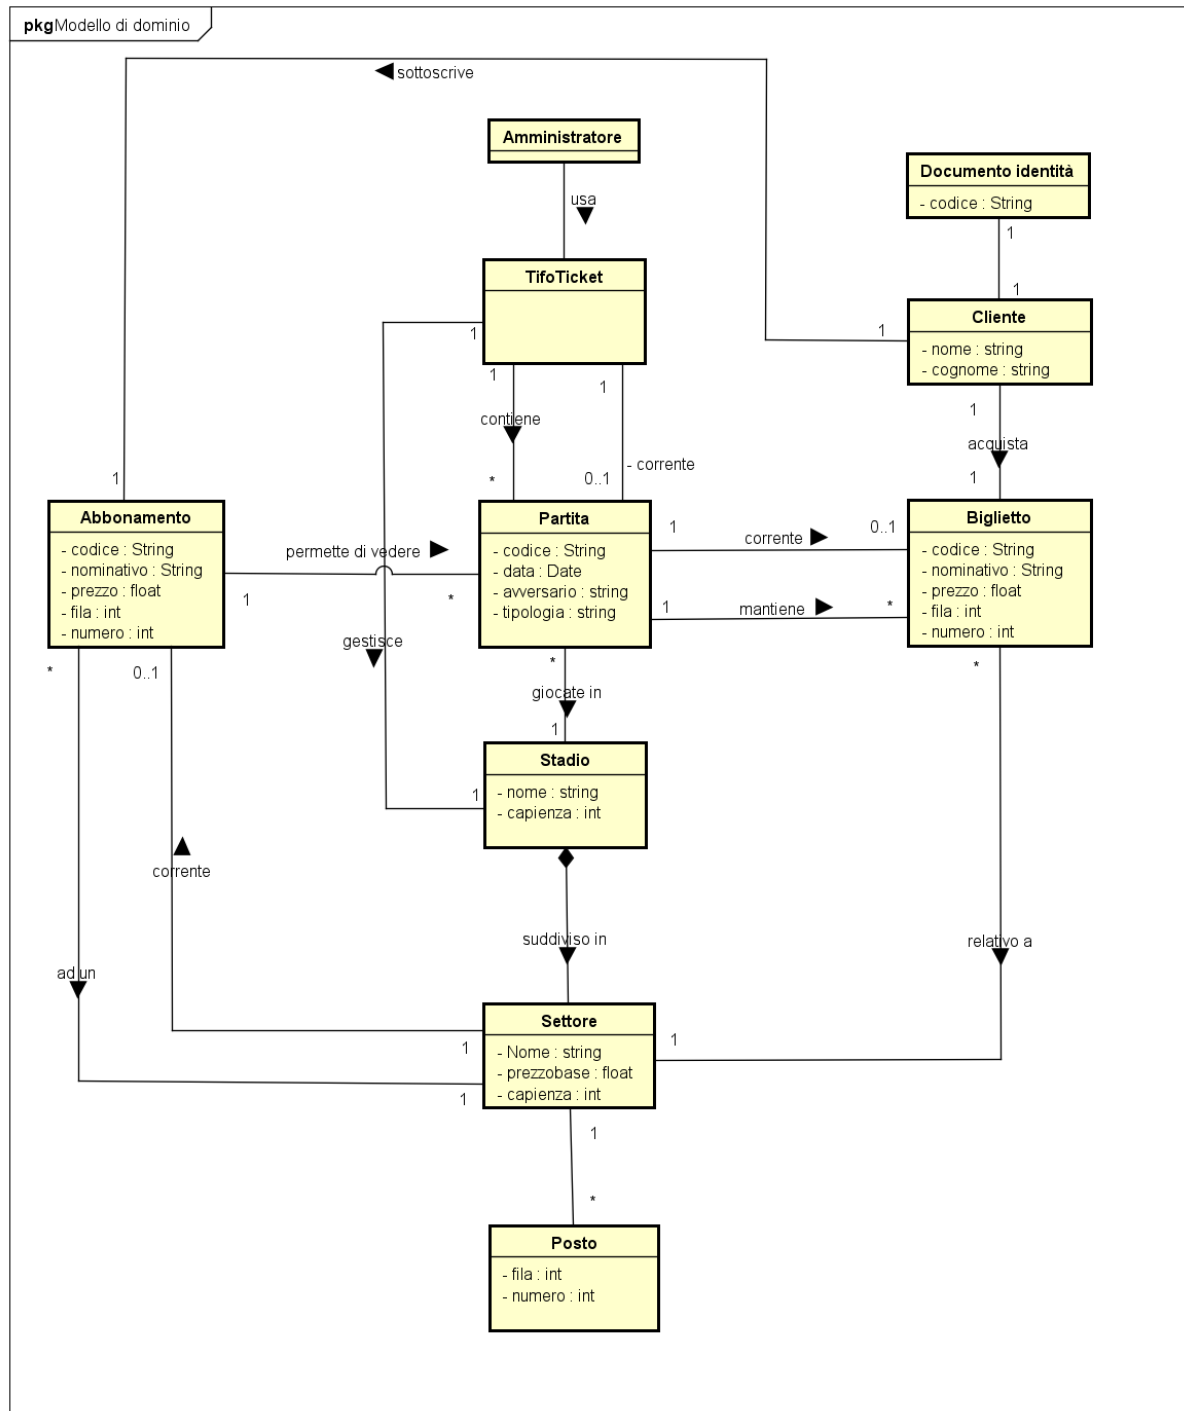 pkg Modello di dominio
sottoscrive
Amministratore
usa
Documento identità
- codice : String
1
1
TifoTicket
1
1
1
Cliente
- nome : string
- cognome : string
1
1
contiene
acquista
- corrente
1
*
0..1
1
Abbonamento
- codice : String
- nominativo : String
- prezzo : float
- fila : int
- numero : int
permette di vedere
1
*
Partita
- codice : String
- data : Date
- avversario : string
- tipologia : string
1
corrente
0..1
1
mantiene
*
Biglietto
- codice : String
- nominativo : String
- prezzo : float
- fila : int
- numero : int
gestisce
*
0..1
*
*
giocate in
1
Stadio
- nome : string
- capienza : int
1
corrente
suddiviso in
relativo a
ad un
Settore
- Nome : string
- prezzobase : float
- capienza : int
1
1
1
1
*
Posto
- fila : int
- numero : int